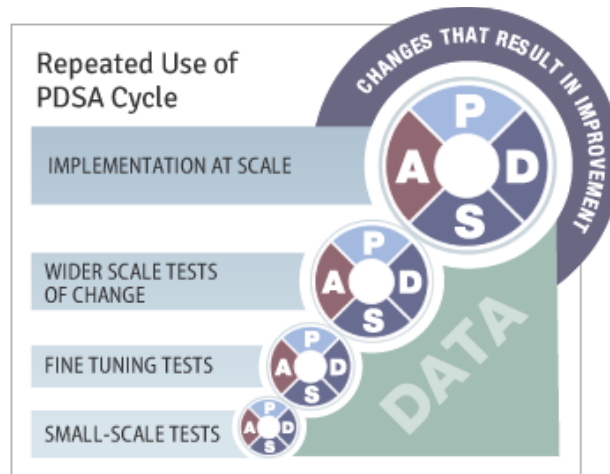 Repeated Use of
PDSA Cycle
CHANGES THAT RESULT IN IMPROVEMENT
P
A D
S
IMPLEMENTATION AT SCALE
P
A D
S
WIDER SCALE TESTS
OF CHANGE
P
A D
S
FINE TUNING TESTS
P
A D
S
SMALL-SCALE TESTS
DATA